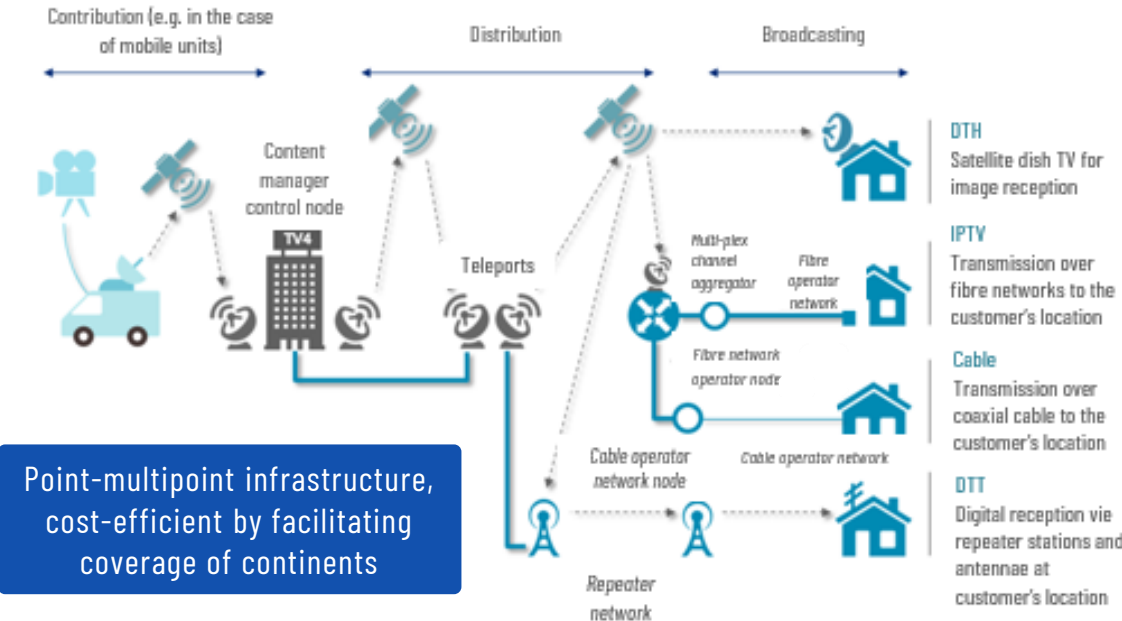 Contribution (e.g. in the case
of mobile units)
Distribution
Broadcasting
Content
manager
control node
TV4
Teleports
Multi-plex
channel
aggregator
Fibre
operator
network
Fibre network
operator node
Cable operator
network node
Cable operator network
Repeater
network
DTH
Satellite dish TV for
image reception
IPTV
Transmission over
fibre networks to the
customer's location
Cable
Transmission over
coaxial cable to the
customer's location
DTT
Digital reception vie
repeater stations and
antennae at
customer's location
Point-multipoint infrastructure,
cost-efficient by facilitating
coverage of continents